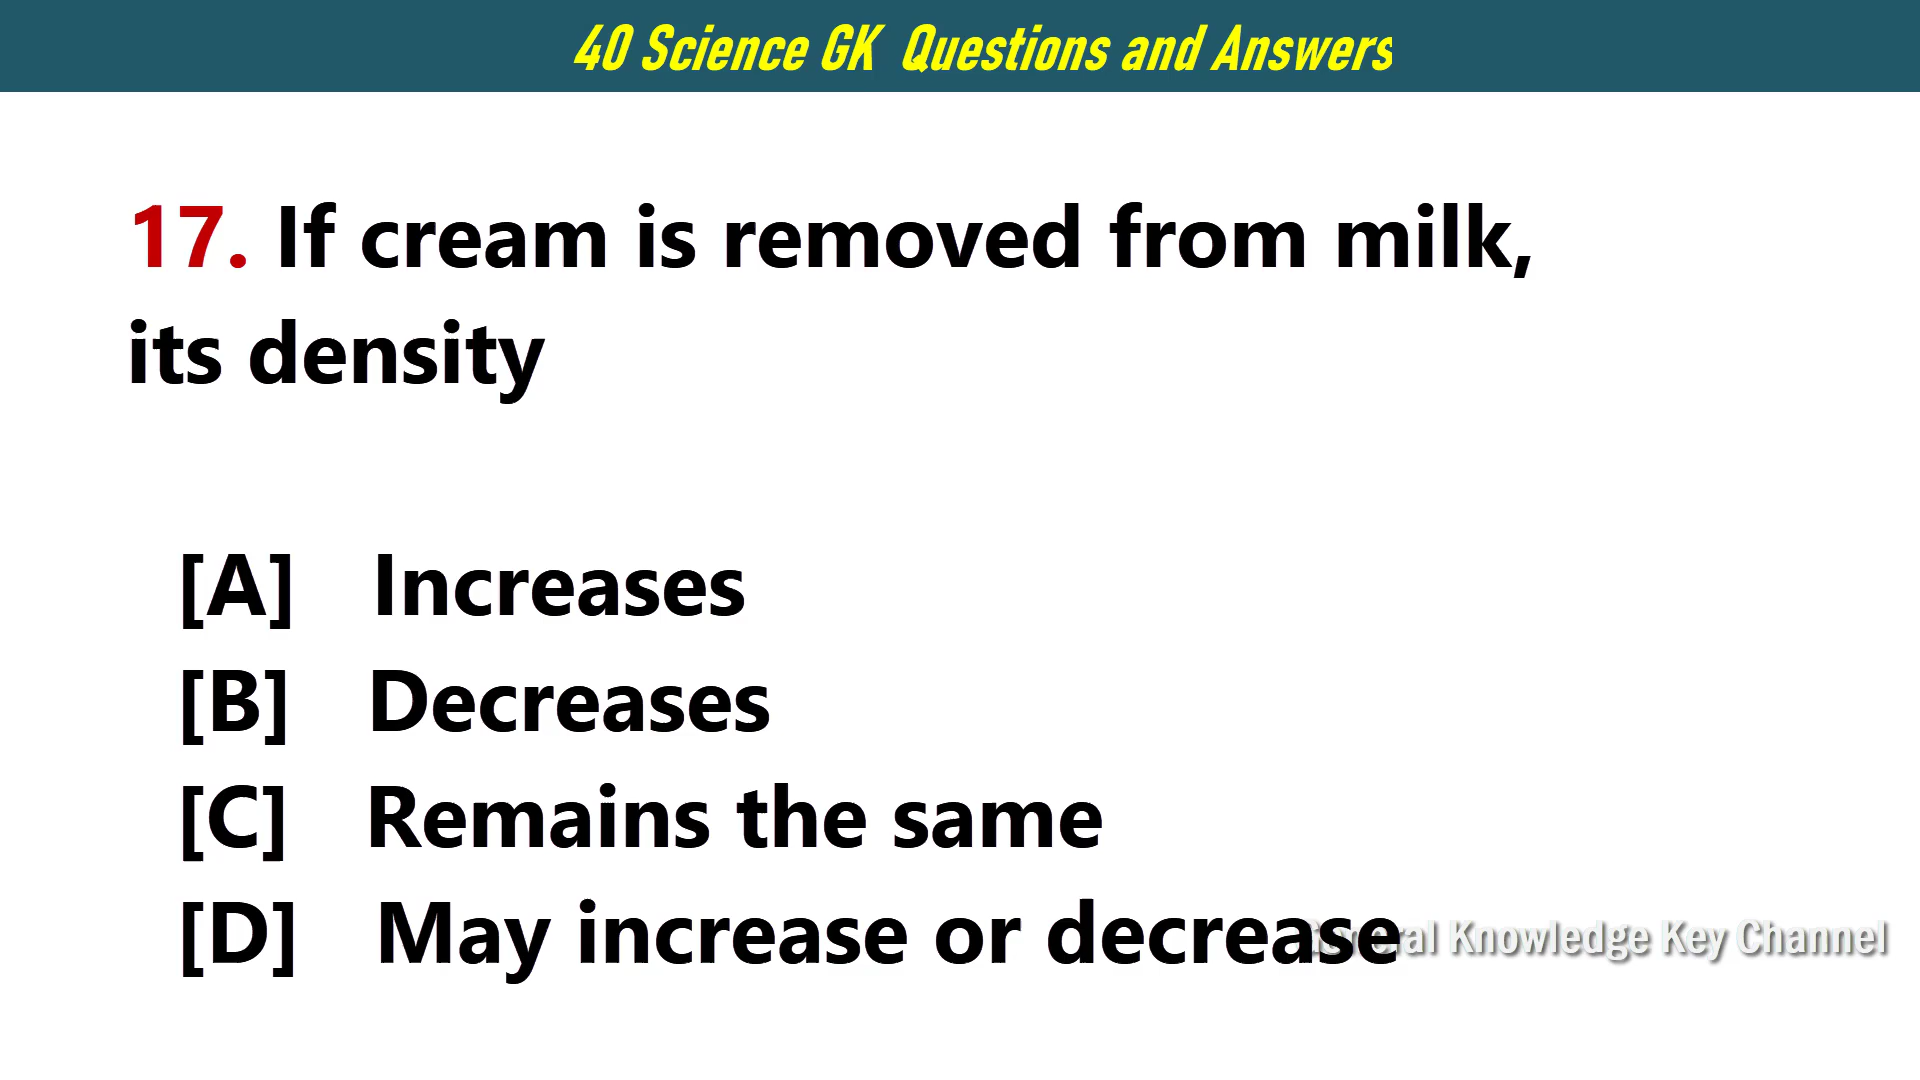 40 Science GK Questions and Answers
17. If cream is removed from milk,
its density
[A] Increases
[B] Decreases
[C] Remains the same
[D] May increase or decrease
General Knowledge Key Channel